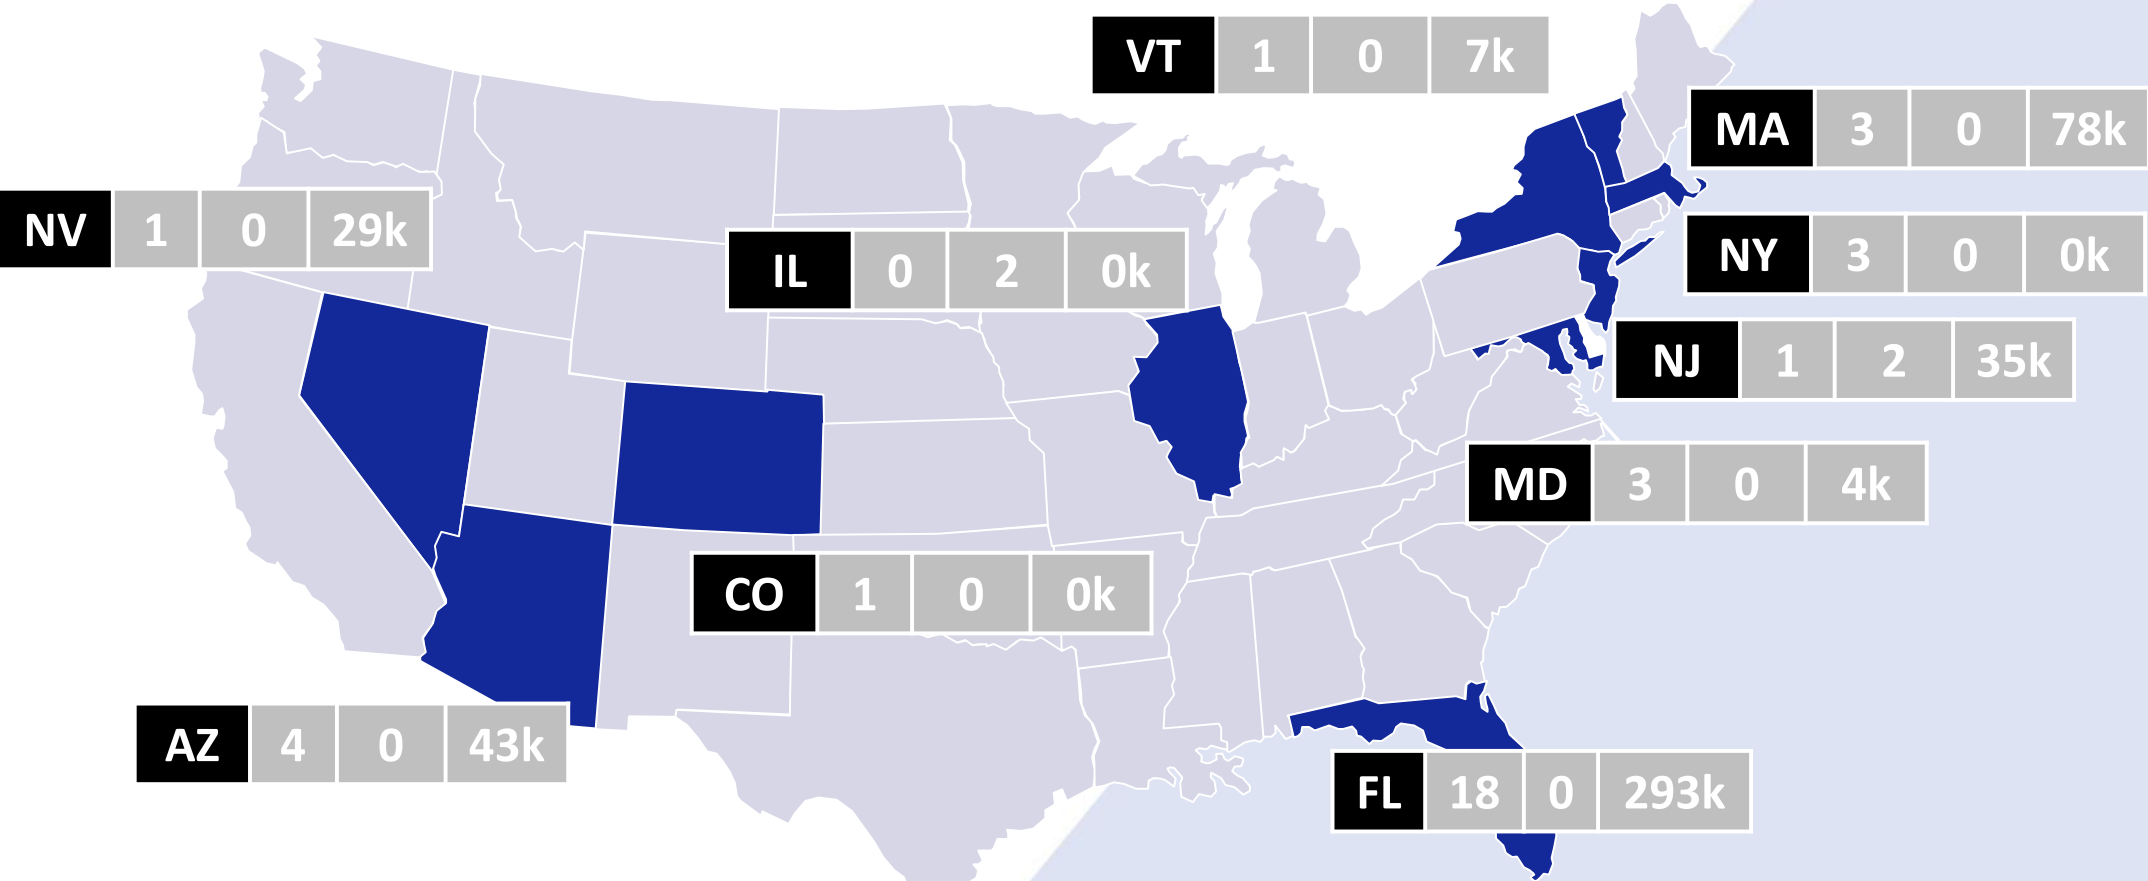 VT 1 0 7k
MA 3 0 78k
NV 1 0 29k
NY 3 0 0k
IL 0 2 0k
NJ 1 2 35k
MD 3 0 4k
CO 1 0 0k
AZ 4 0 43k
FL 18 0 293k